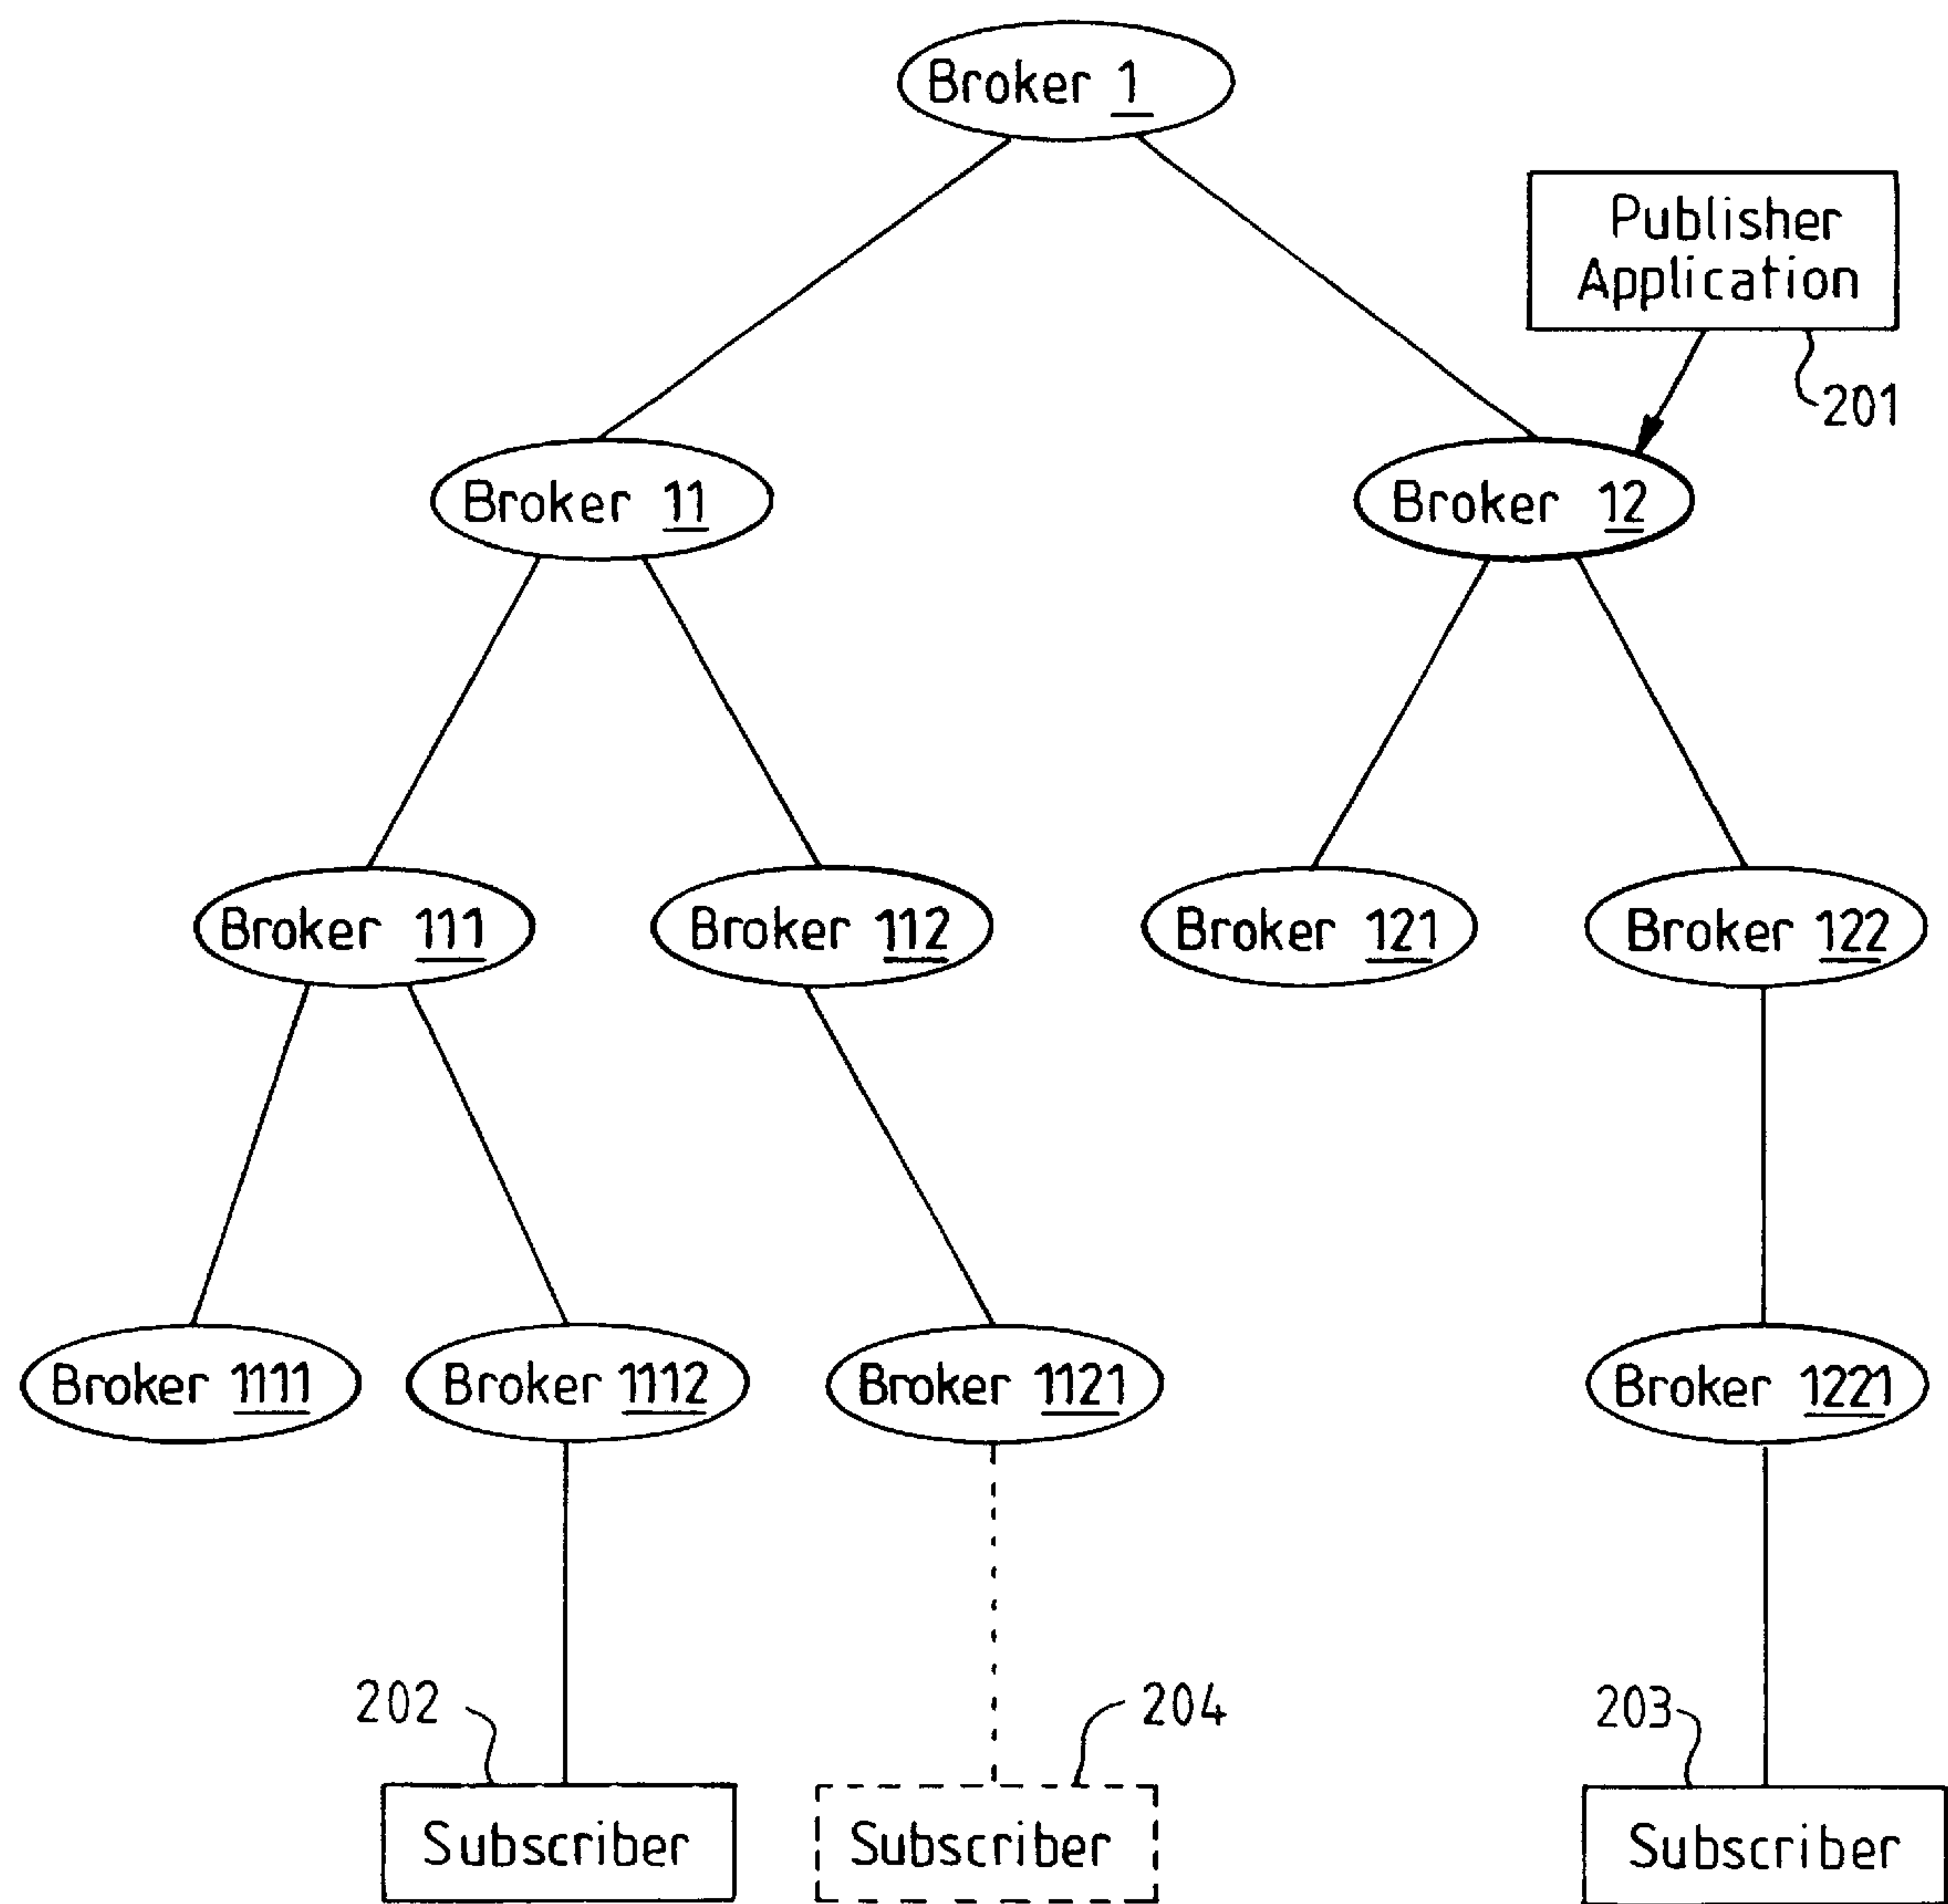 Broker 1
Publisher
Application
201
Broker 11
Broker 12
Broker 111
Broker 112
Broker 121
Broker 122
Broker 1111
Broker 1112
Broker 1121
Broker 1221
202
204
203
Subscriber
Subscriber
Subscriber